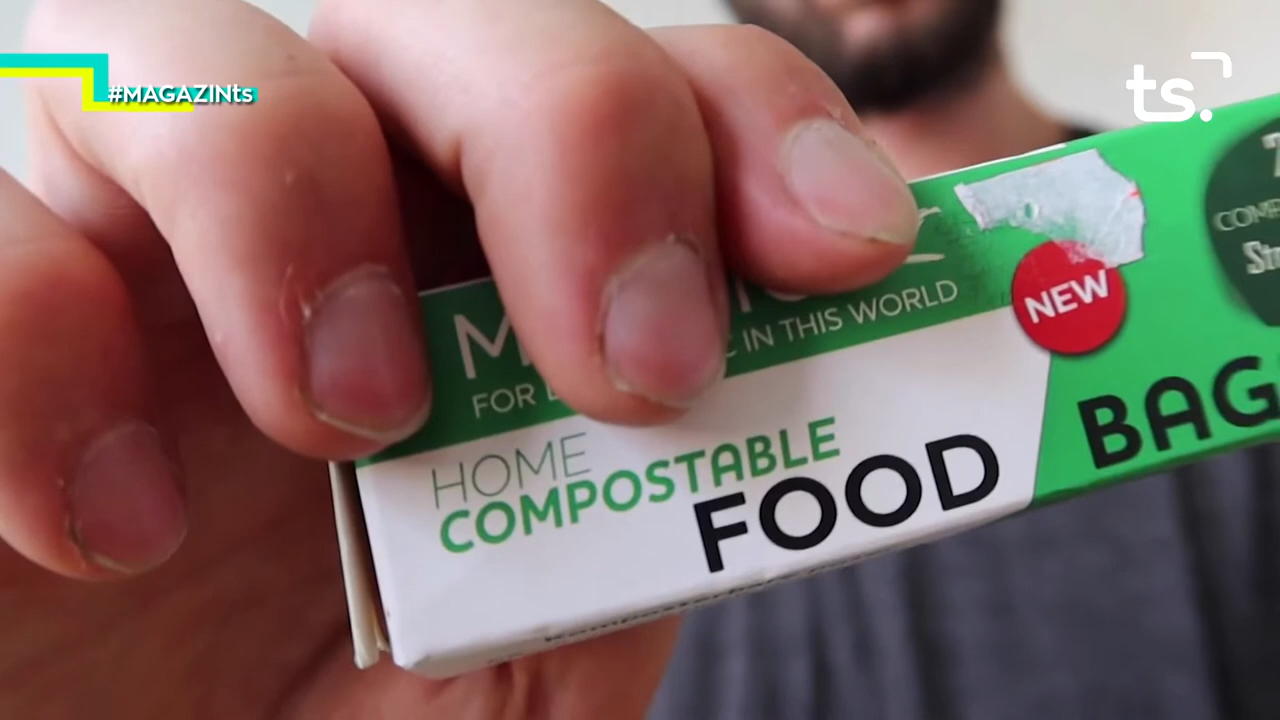 #MAGAZINts
ts.
IN THIS WORLD
FOR
NEW
HOME
COMPOSTABLE
FOOD
BAG